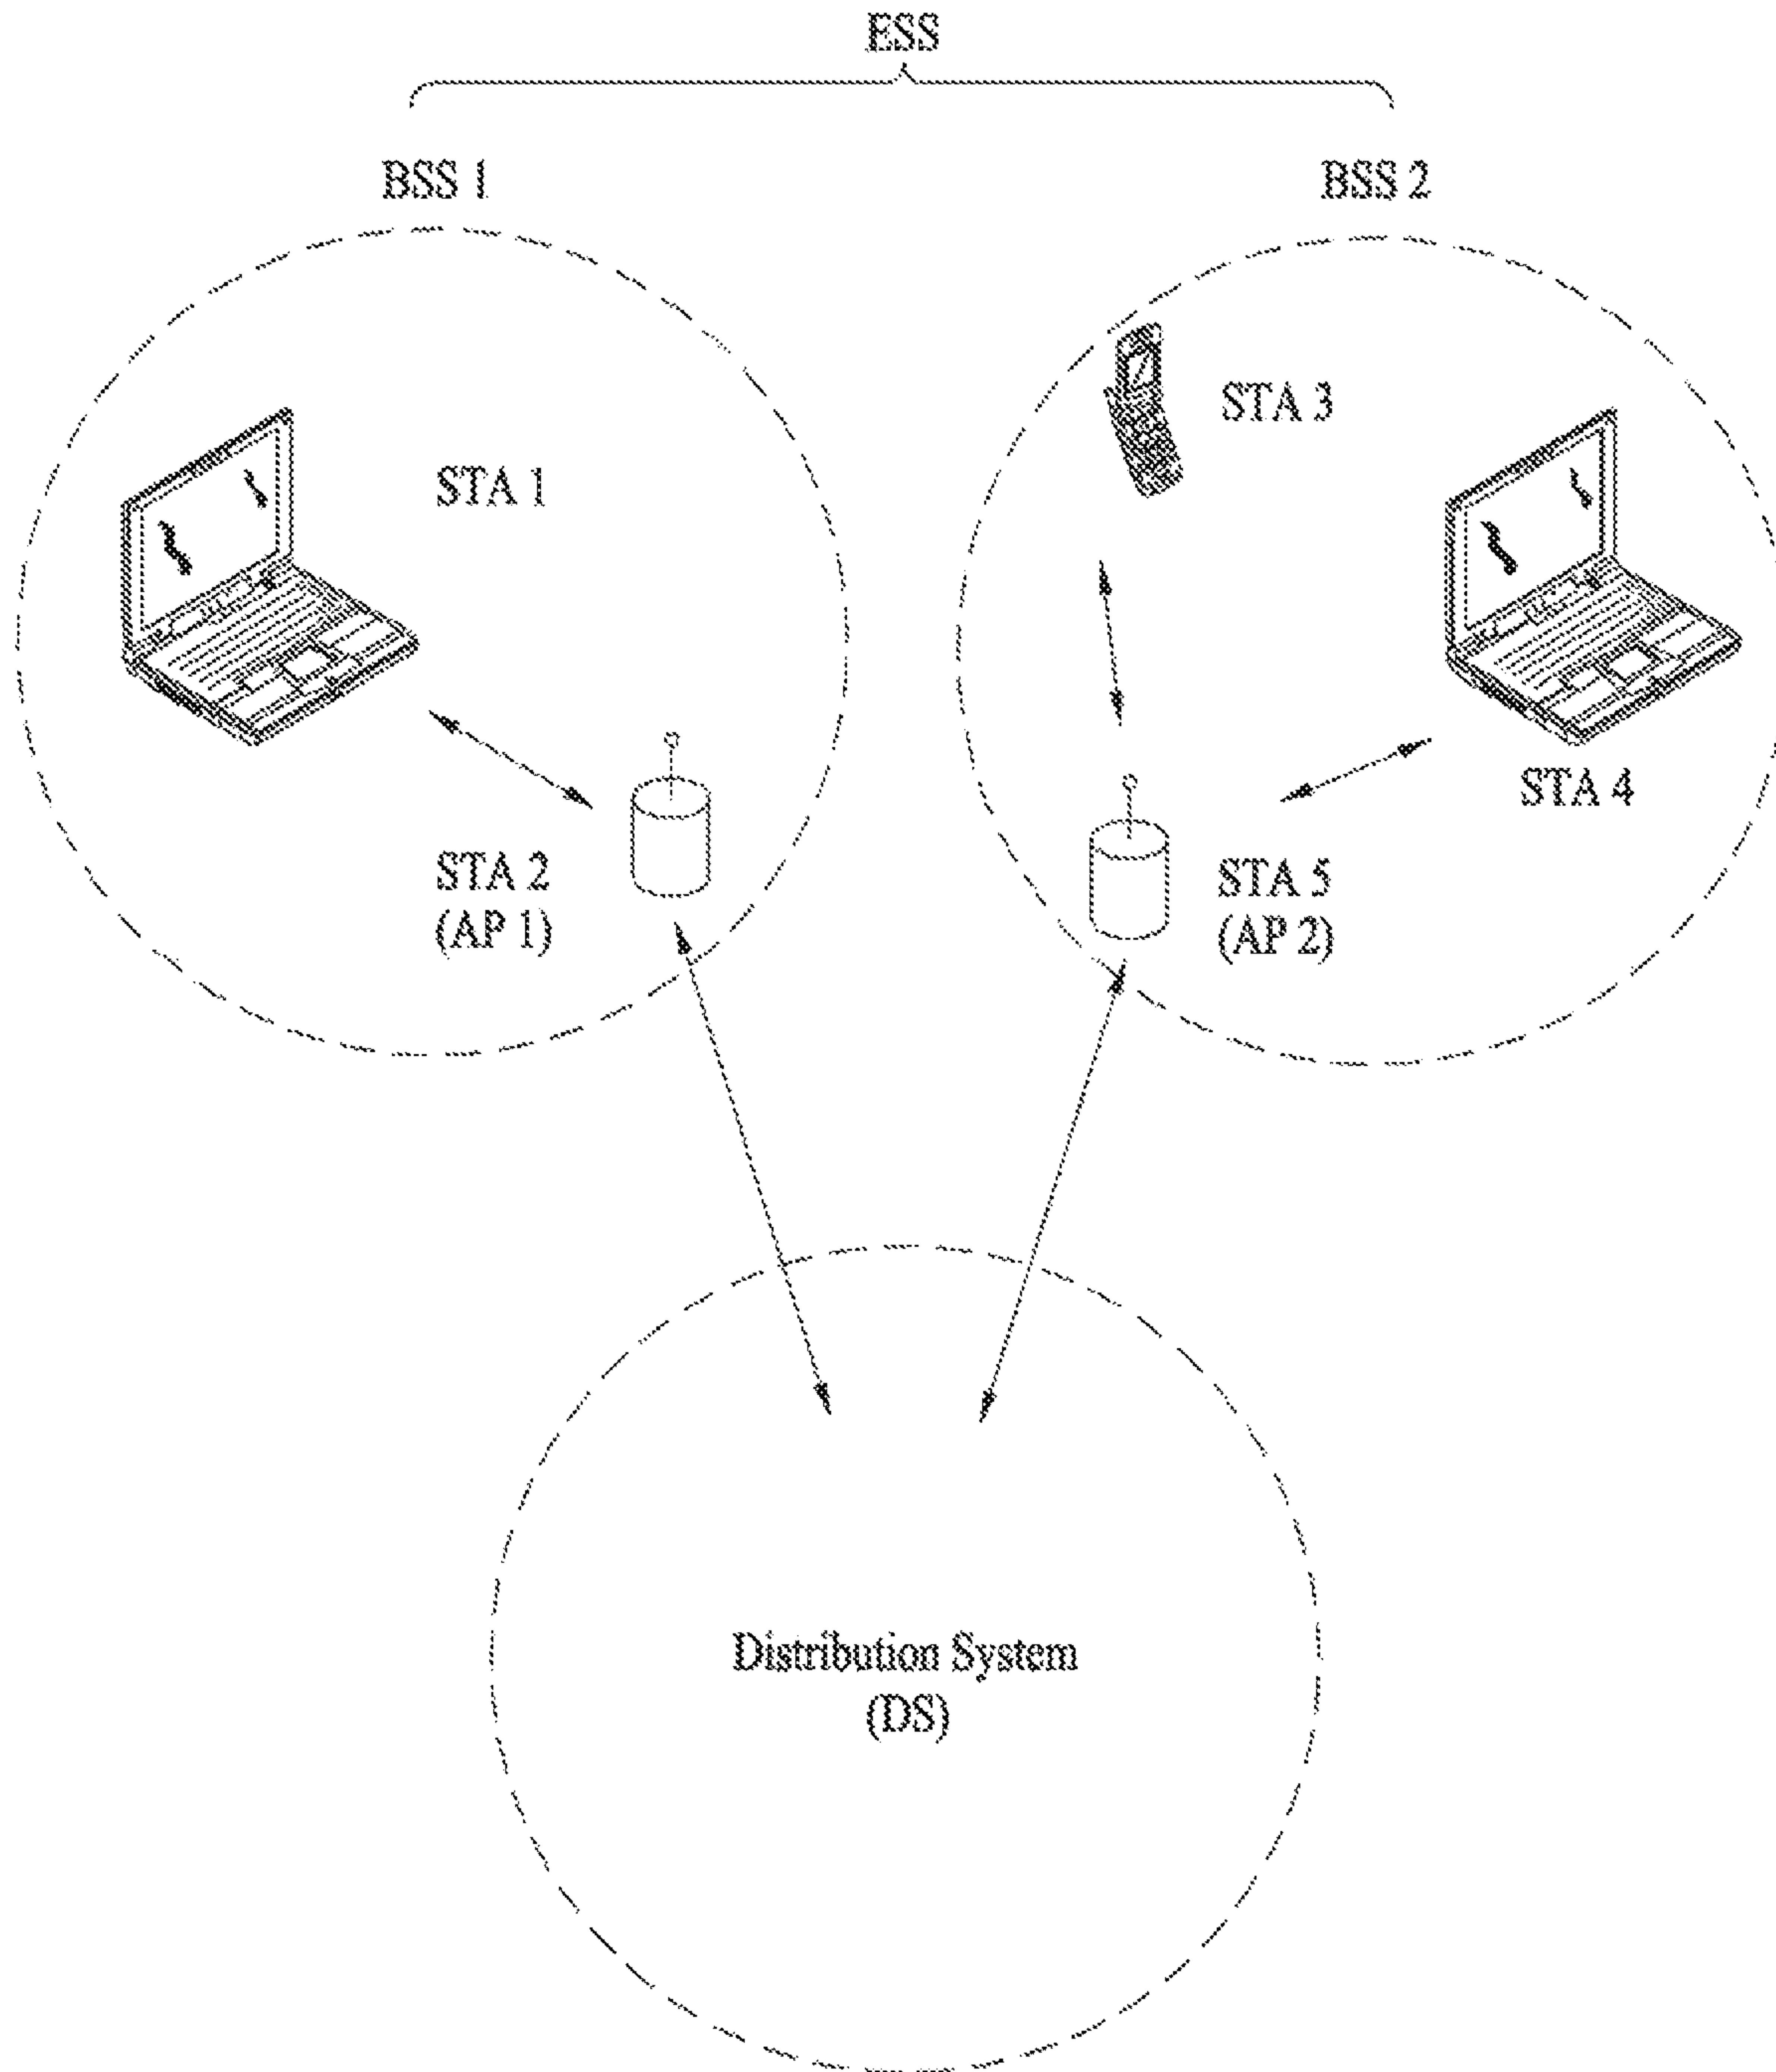 ESS
BSS 1
BSS 2
STA 1
STA 3
STA 4
STA 2
(AP 1)
STA 5
(AP 2)
Distribution System
(DS)